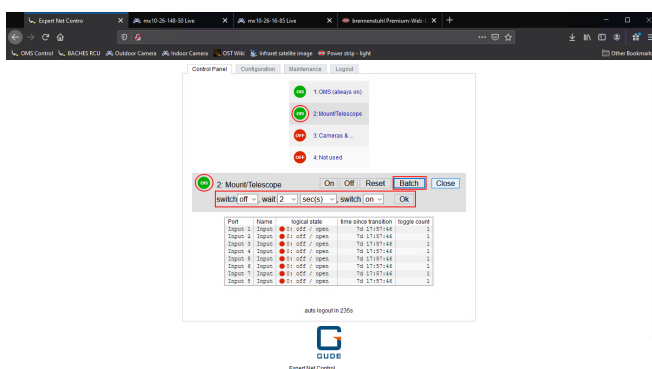 Expert Net Contro
mx10-26-148-50 Live
mx10-26-16-85 Live
brennenstuhl Premium-Web-L
OMS Control
BACHES RCU
Outdoor Camera
Indoor Camera
OST Wiki
Infraret satelite image
Power strip - light
Other Bookmark
Control Panel Configuration Maintenance Logout
ON 1: OMS (always on)
ON 2:Mount/Telescope
OFF 3: Cameras & ...
OFF 4: Not used
ON 2: Mount/Telescope On Off Reset Batch Close
switch off , wait 2 sec(s) , switch on Ok
Port Name logical state time since transition toggle count
Input 1 Input 0: off / open 7d 17:57:46 1
Input 2 Input 0: off / open 7d 17:57:46 1
Input 3 Input 0: off / open 7d 17:57:46 1
Input 4 Input 0: off / open 7d 17:57:46 1
Input 5 Input 0: off / open 7d 17:57:46 1
Input 6 Input 0: off / open 7d 17:57:46 1
Input 7 Input 0: off / open 7d 17:57:46 1
Input 8 Input 0: off / open 7d 17:57:46 1
auto logout in 235s
GUDE
Expert Net Control